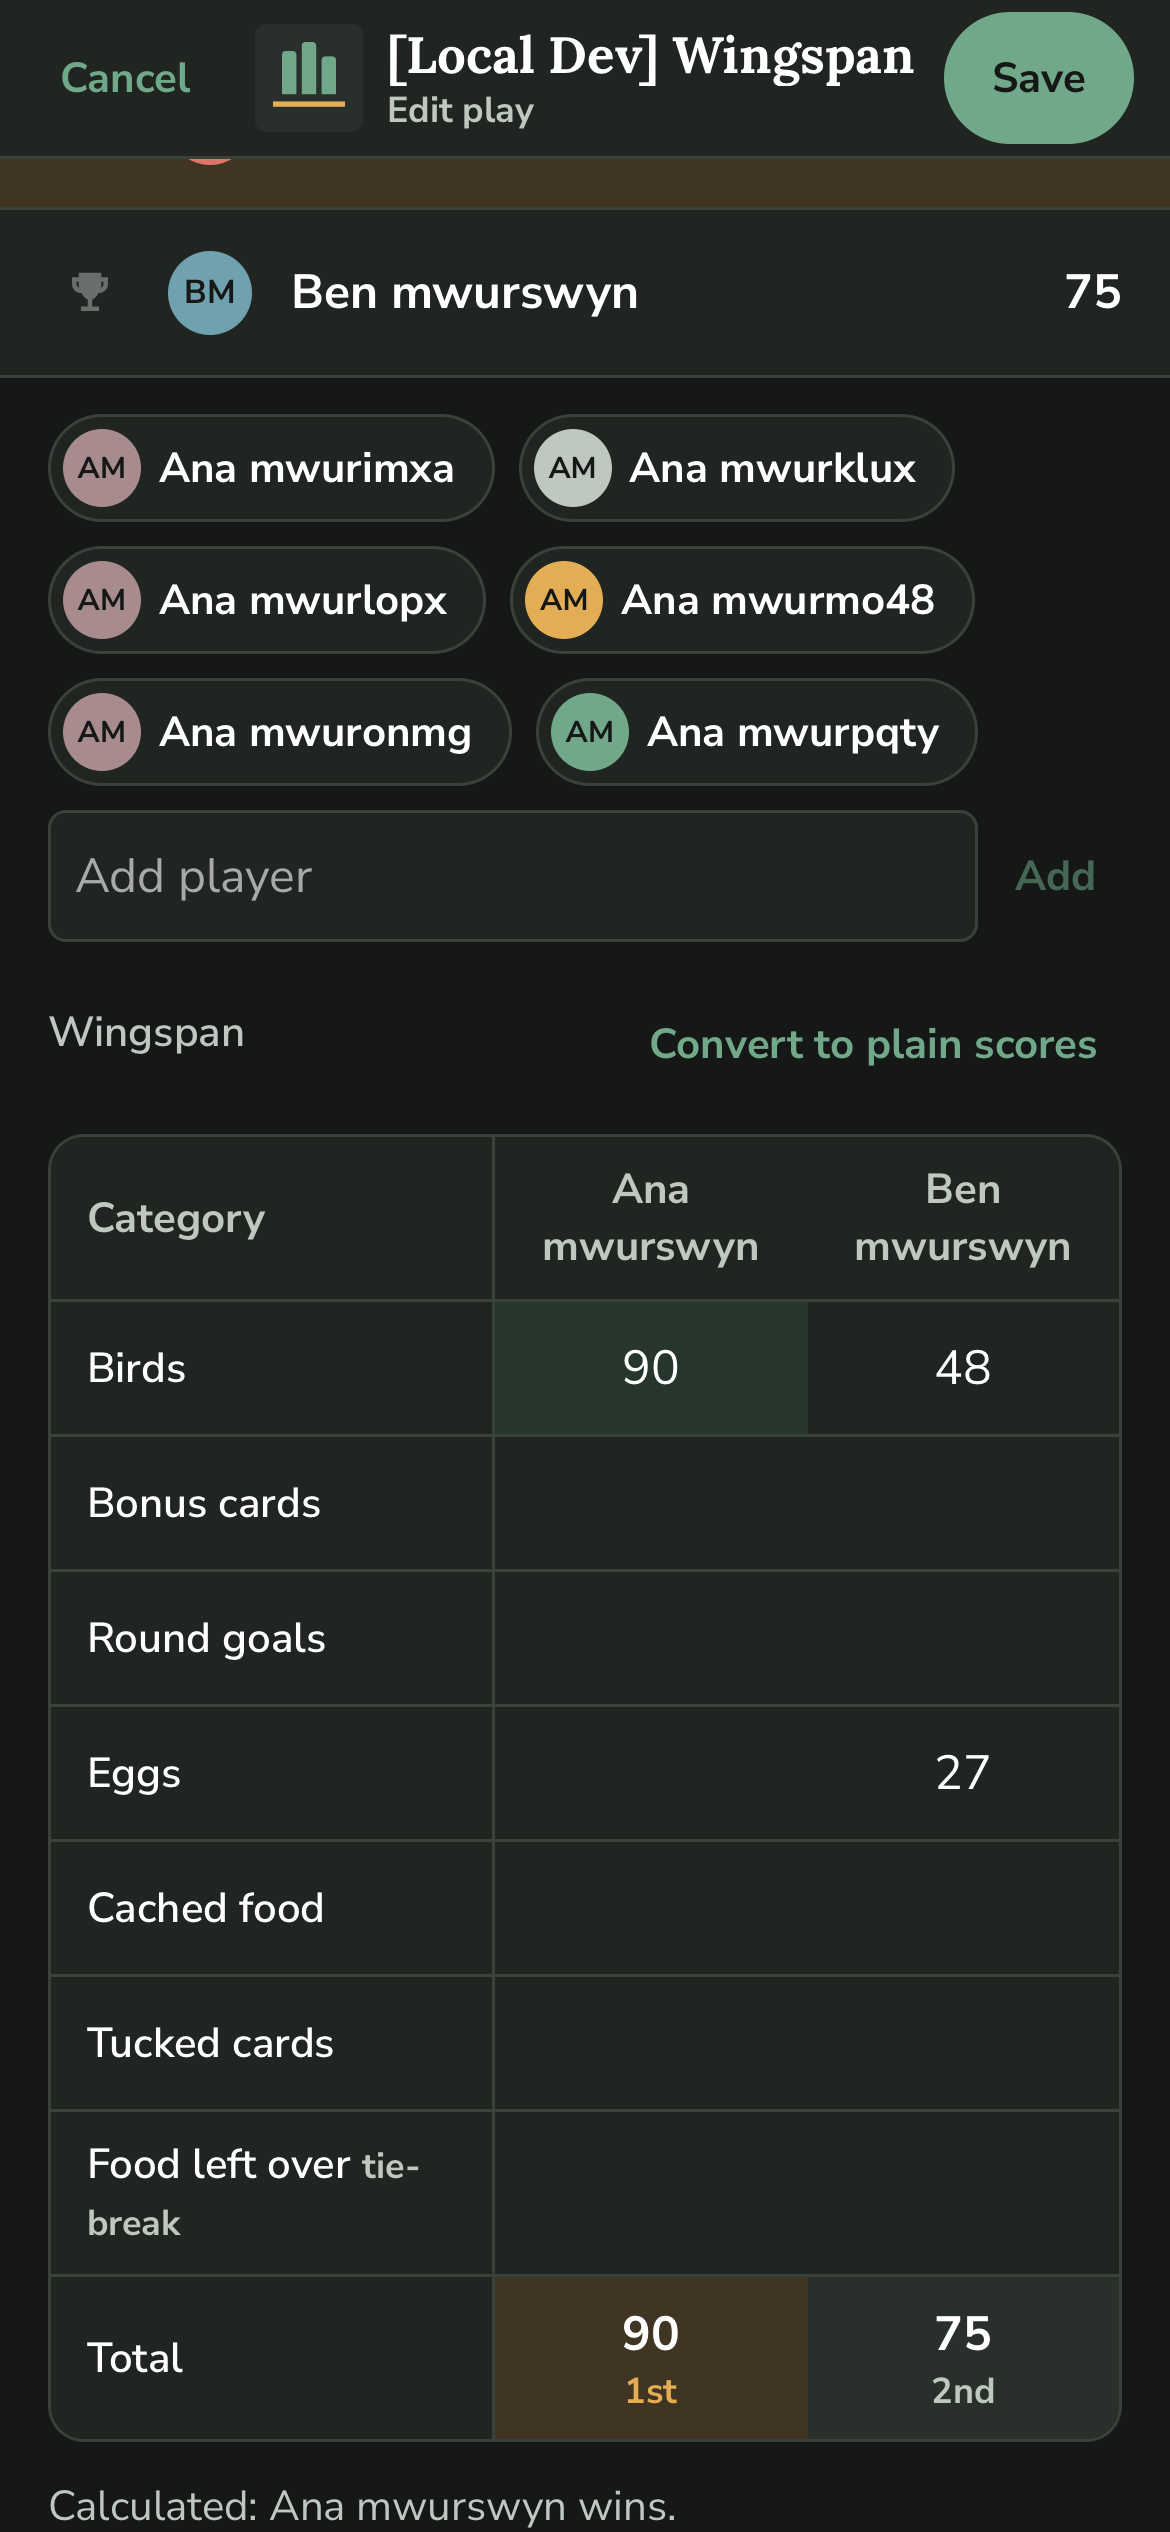 Cancel
[Local Dev] Wingspan
Edit play
Save
BM
Ben mwurswyn
75
AM Ana mwurimxa
AM Ana mwurklux
AM Ana mwurlopx
AM Ana mwurmo48
AM Ana mwuronmg
AM Ana mwurpqty
Add player
Add
Wingspan
Convert to plain scores
Category
Ana
mwurswyn
Ben
mwurswyn
Birds
90
48
Bonus cards
Round goals
Eggs
27
Cached food
Tucked cards
Food left over tie-
break
Total
90
1st
75
2nd
Calculated: Ana mwurswyn wins.